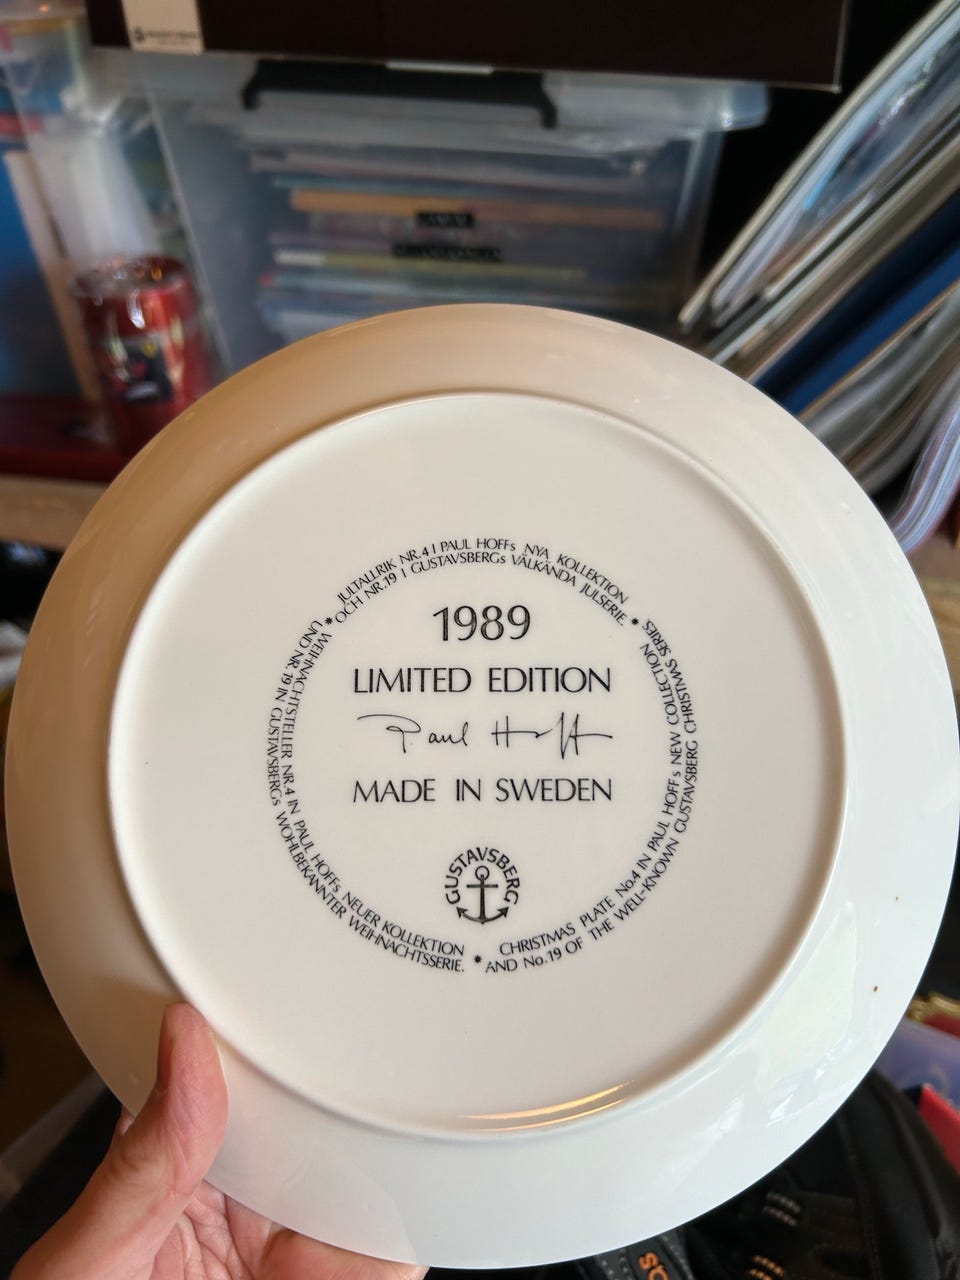 JULTALLRIK NR.4 I PAUL HOFFs NYA KOLLEKTION
OCH NR.19 I GUSTAVSBERGs VÄLKÄNDA JULSERIE. *
1989
LIMITED EDITION
Paul Hoff
MADE IN SWEDEN
GUSTAVSBERG
CHRISTMAS PLATE No.4 IN PAUL HOFFs NEW COLLECTION
AND No.19 OF THE WELL-KNOWN GUSTAVSBERG CHRISTMAS SERIES *
WEIHNACHTSTELLER NR.4 IN PAUL HOFFs NEUER KOLLEKTION
UND NR.19 IN GUSTAVSBERGs WOHLBEKANNTER WEIHNACHTSSERIE. *